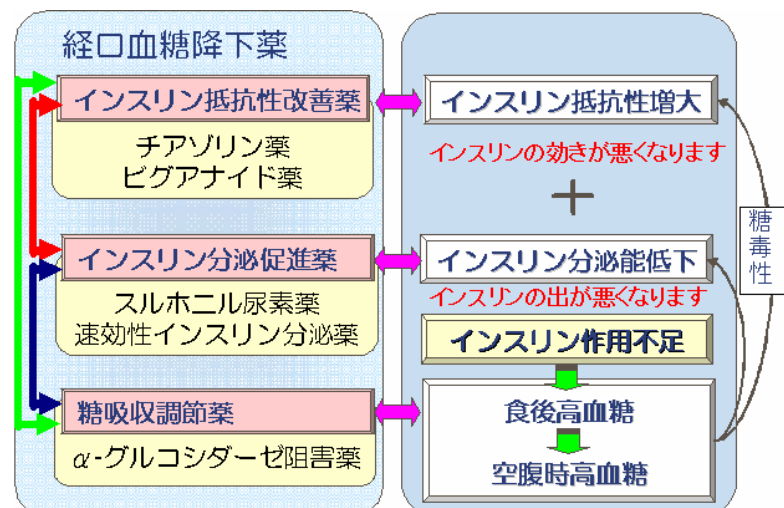 経口血糖降下薬
インスリン抵抗性改善薬
チアゾリン薬
ビグアナイド薬
インスリン分泌促進薬
スルホニル尿素薬
速効性インスリン分泌薬
糖吸収調節薬
α-グルコシダーゼ阻害薬
インスリン抵抗性増大
インスリンの効きが悪くなります
+
インスリン分泌能低下
インスリンの出が悪くなります
インスリン作用不足
食後高血糖
空腹時高血糖
糖毒性